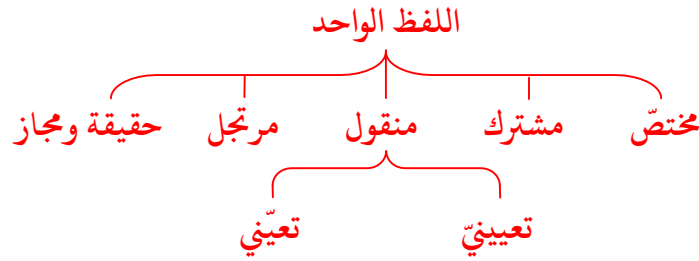 اللفظ الواحد
مختصّ مشترك منقول مرتجل حقيقة ومجاز
تعيينيّ تعيّني